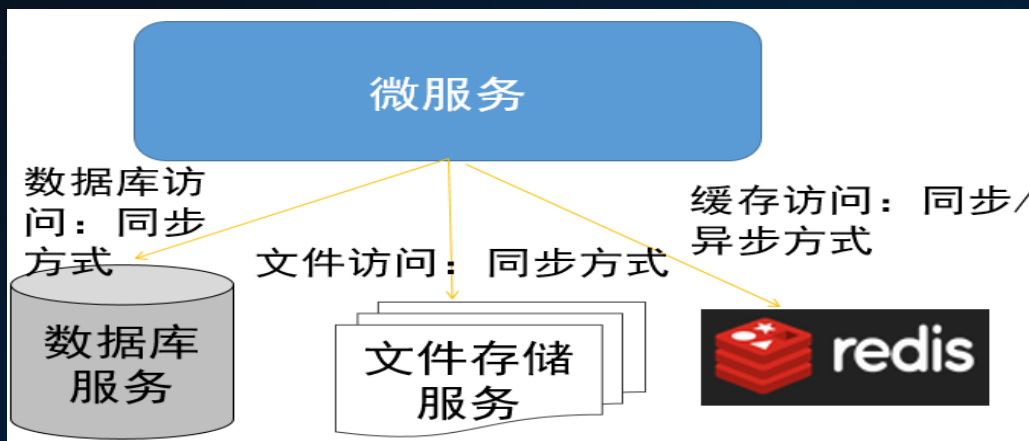 微服务
数据库访
问：同步
方式
缓存访问：同步/
异步方式
文件访问：同步方式
数据库
服务
文件存储
服务
redis